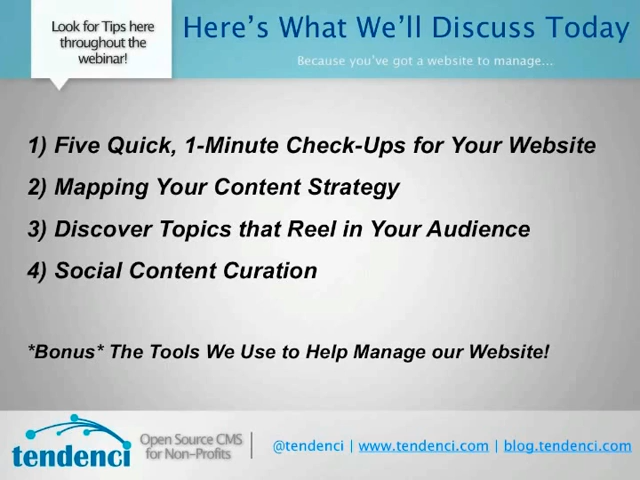 Look for Tips here
throughout the
webinar!
Here's What We'll Discuss Today
Because you've got a website to manage...
1) Five Quick, 1-Minute Check-Ups for Your Website
2) Mapping Your Content Strategy
3) Discover Topics that Reel in Your Audience
4) Social Content Curation
*Bonus* The Tools We Use to Help Manage our Website!
tendenci
Open Source CMS
for Non-Profits
@tendenci | www.tendenci.com | blog.tendenci.com